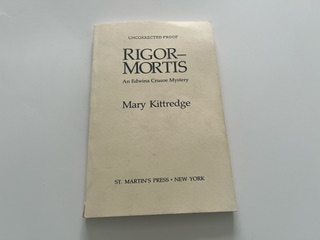 UNCORRECTED PROOF
RIGOR—
MORTIS
An Edwina Crusoe Mystery
Mary Kittredge
ST. MARTIN'S PRESS • NEW YORK